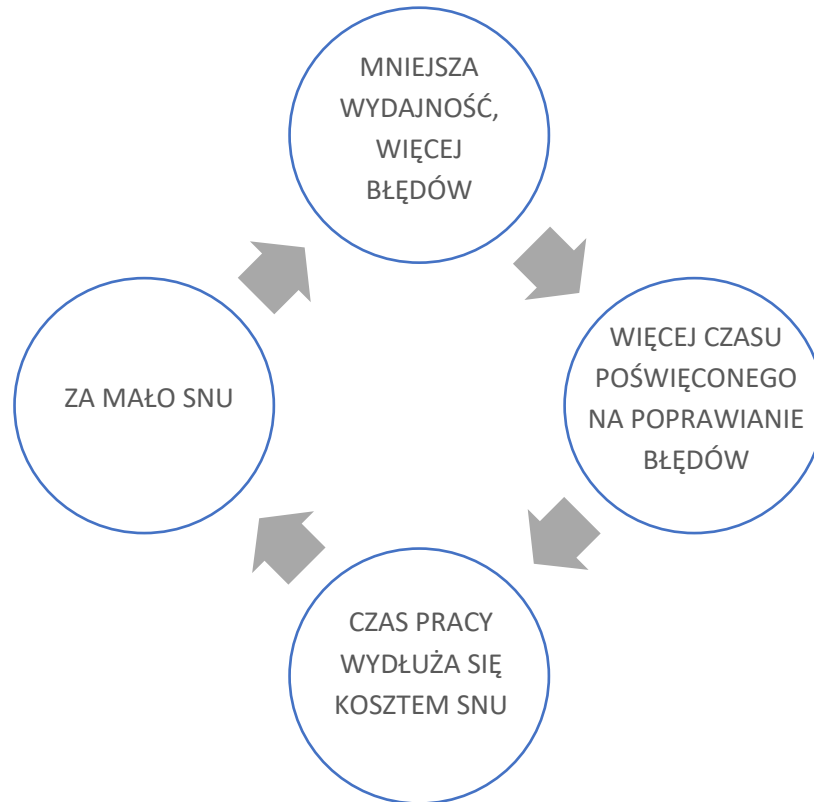 MNIEJSZA
WYDAJNOŚĆ,
WIĘCEJ
BŁĘDÓW
WIĘCEJ CZASU
POŚWIĘCONEGO
NA POPRAWIANIE
BŁĘDÓW
CZAS PRACY
WYDŁUŻA SIĘ
KOSZTEM SNU
ZA MAŁO SNU